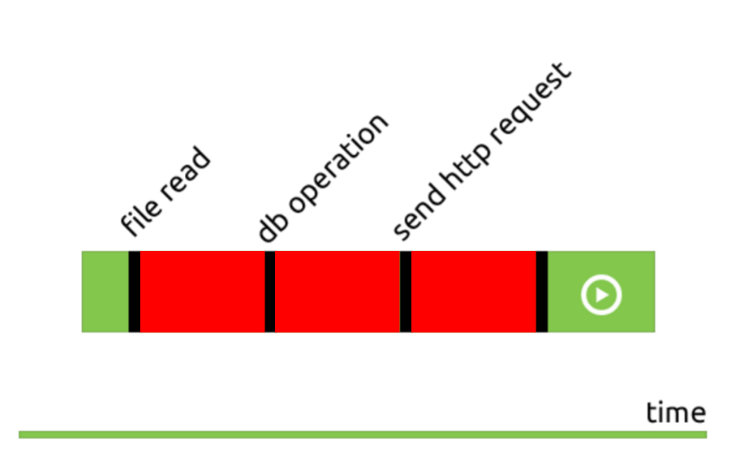 file read
db operation
send http request
time